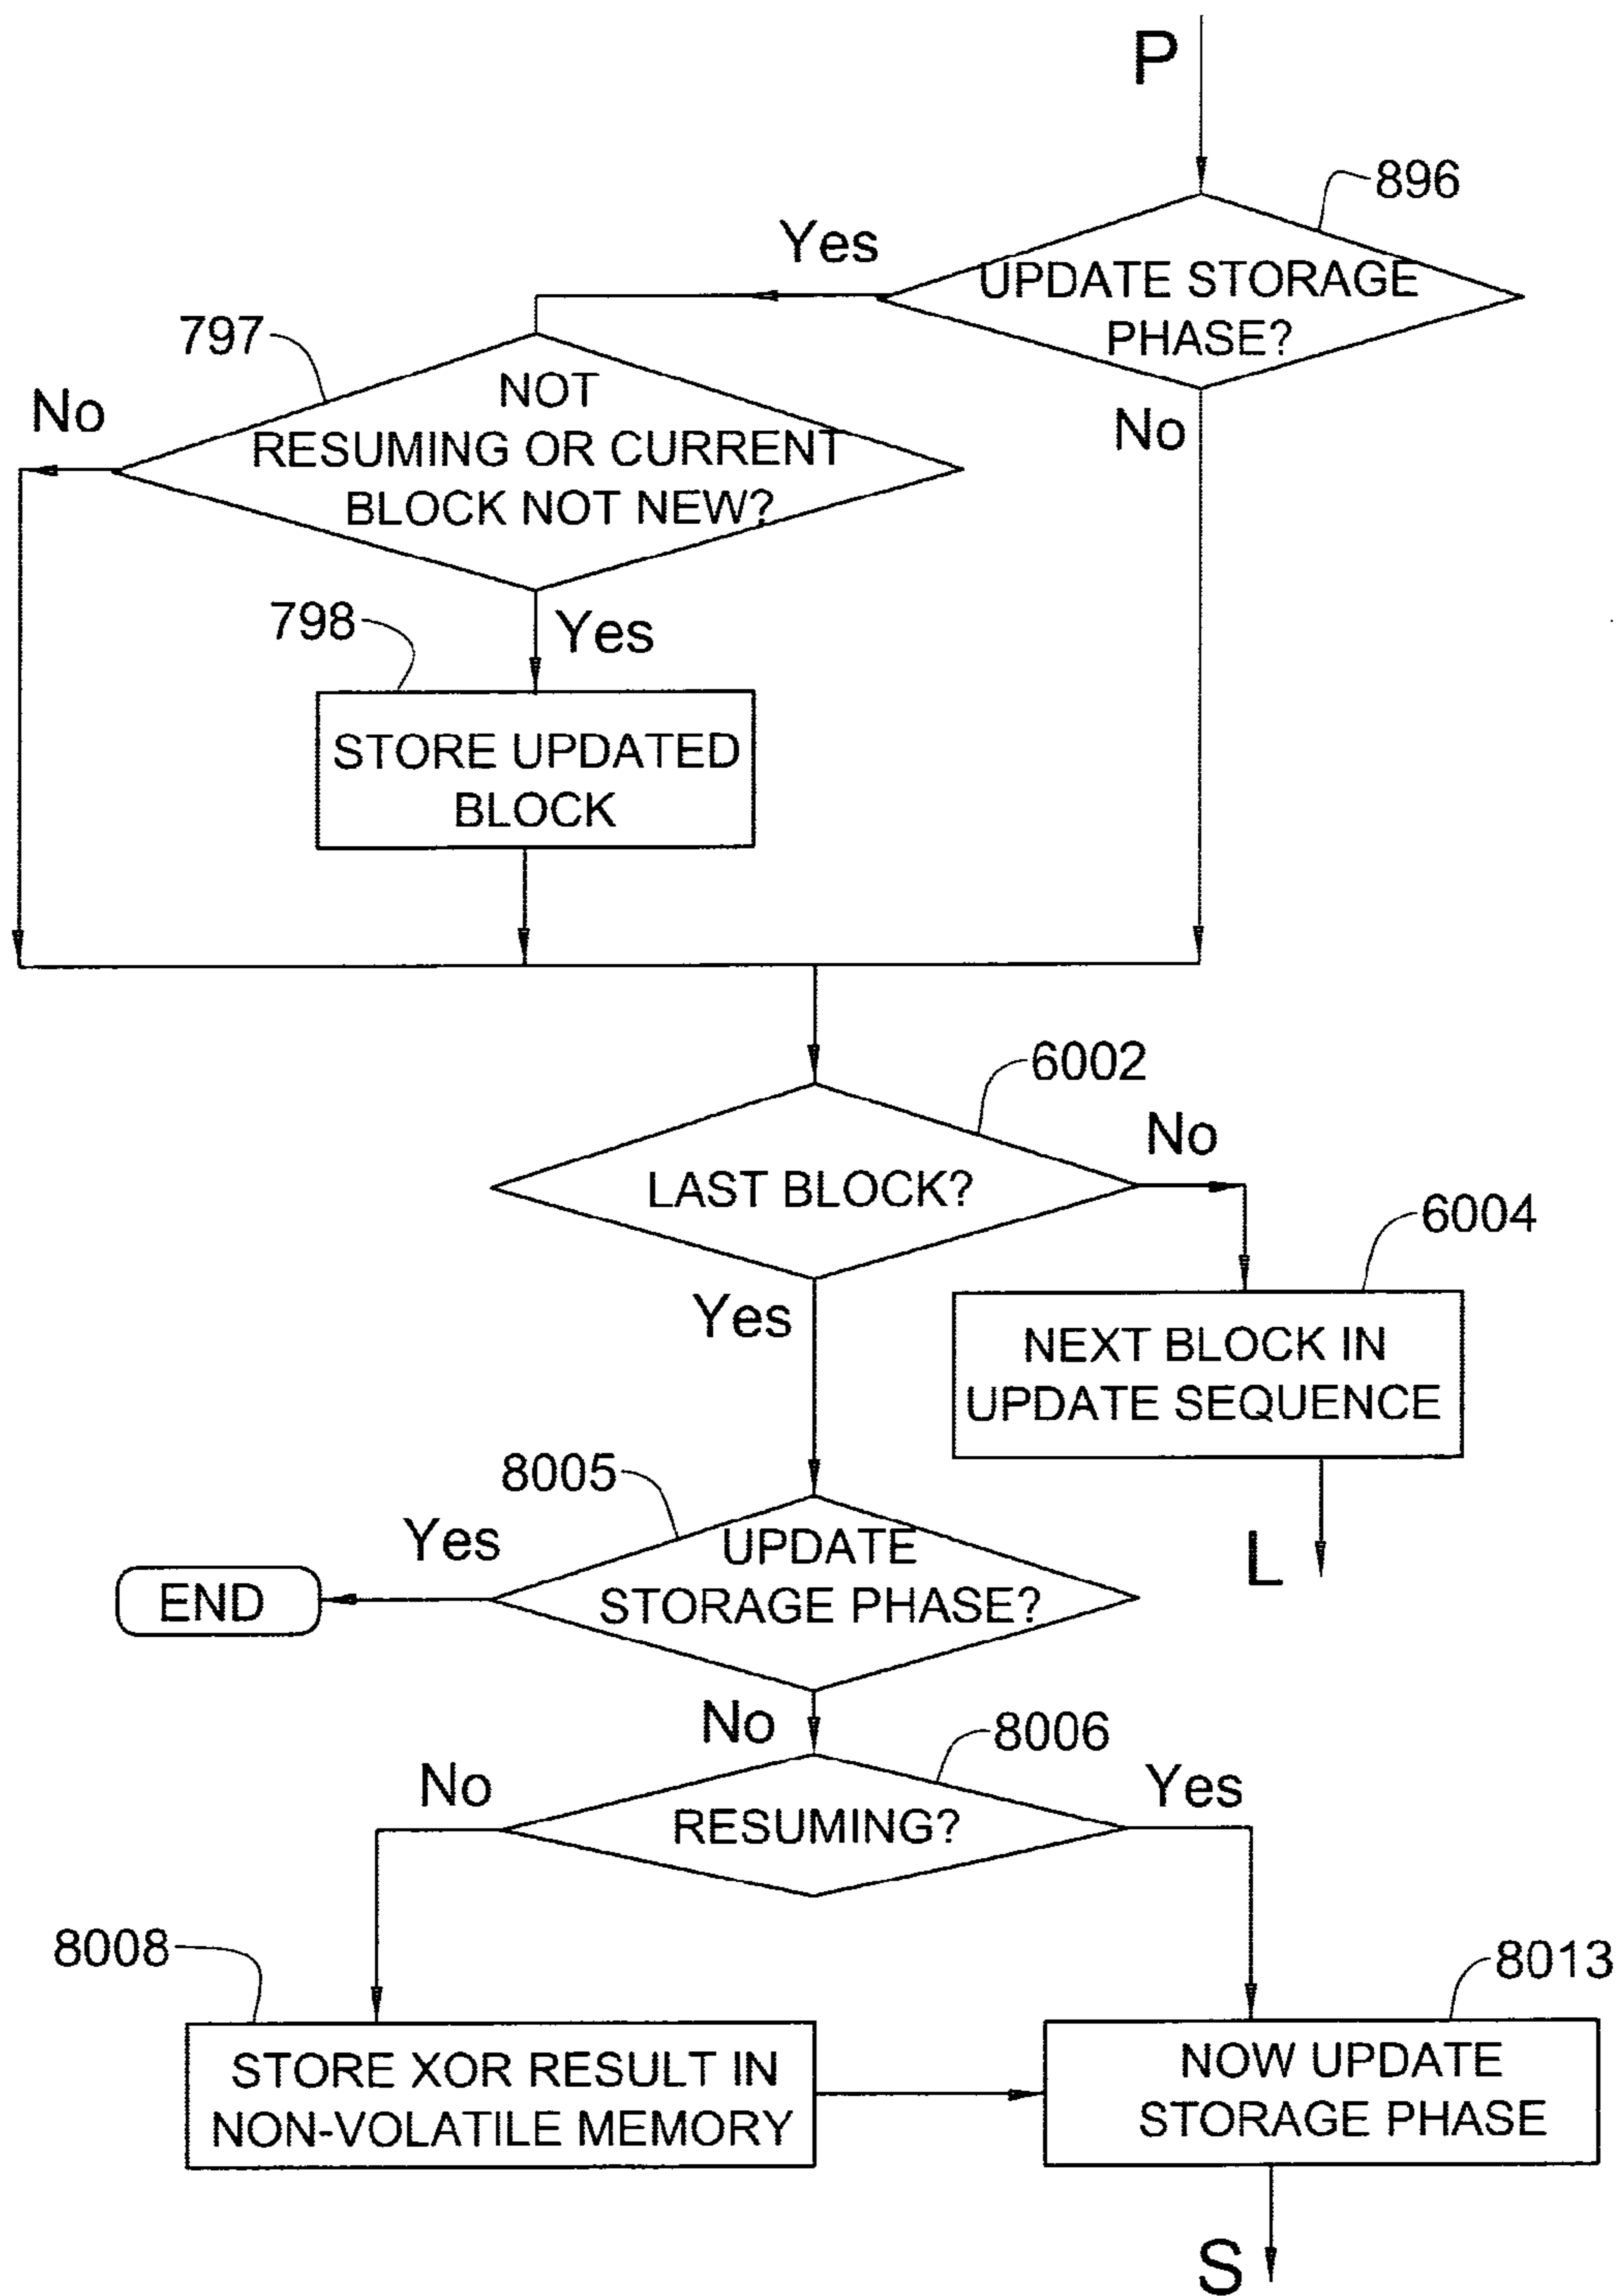 P
896
Yes
UPDATE STORAGE
PHASE?
797
No
NOT
RESUMING OR CURRENT
BLOCK NOT NEW?
No
798
Yes
STORE UPDATED
BLOCK
6002
No
LAST BLOCK?
6004
Yes
NEXT BLOCK IN
UPDATE SEQUENCE
8005
Yes
UPDATE
STORAGE PHASE?
END
L
No
8006
No
Yes
RESUMING?
8008
8013
STORE XOR RESULT IN
NON-VOLATILE MEMORY
NOW UPDATE
STORAGE PHASE
S